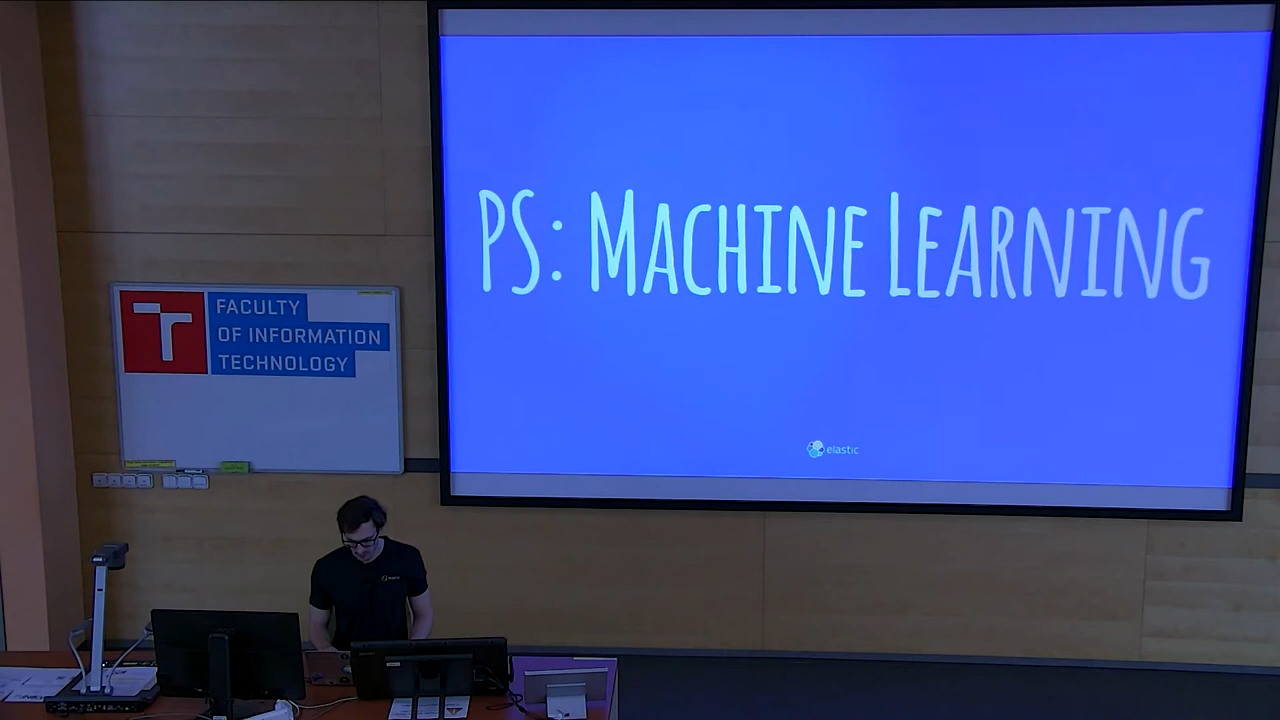 PS: MACHINE LEARNING
elastic
T
FACULTY
OF INFORMATION
TECHNOLOGY